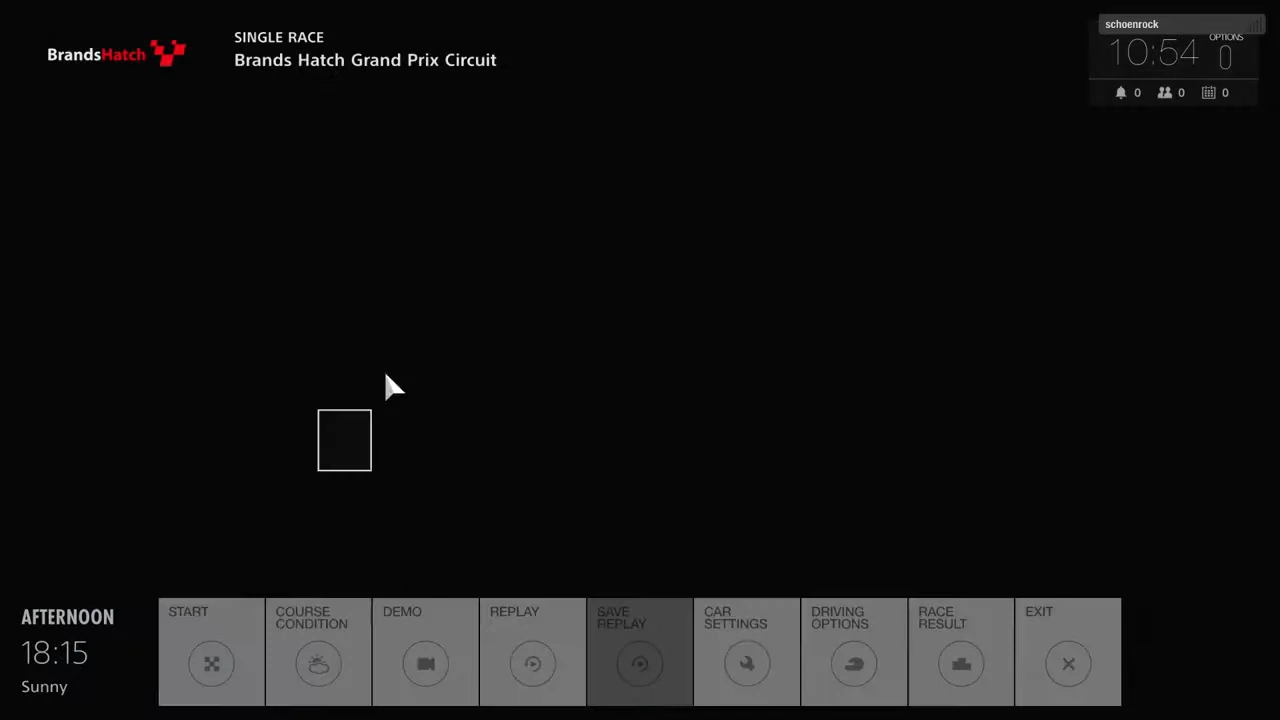 BrandsHatch
SINGLE RACE
Brands Hatch Grand Prix Circuit
schoenrock
10:54
OPTIONS
0
0
0
0
AFTERNOON
18:15
Sunny
START
COURSE
CONDITION
DEMO
REPLAY
SAVE
REPLAY
CAR
SETTINGS
DRIVING
OPTIONS
RACE
RESULT
EXIT